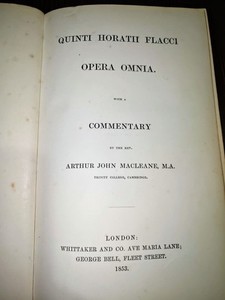 QUINTI HORATII FLACCI
OPERA OMNIA.
WITH A
COMMENTARY
BY THE REV.
ARTHUR JOHN MACLEANE, M.A.
TRINITY COLLEGE, CAMBRIDGE.
LONDON:
WHITTAKER AND CO. AVE MARIA LANE;
GEORGE BELL, FLEET STREET.
1853.